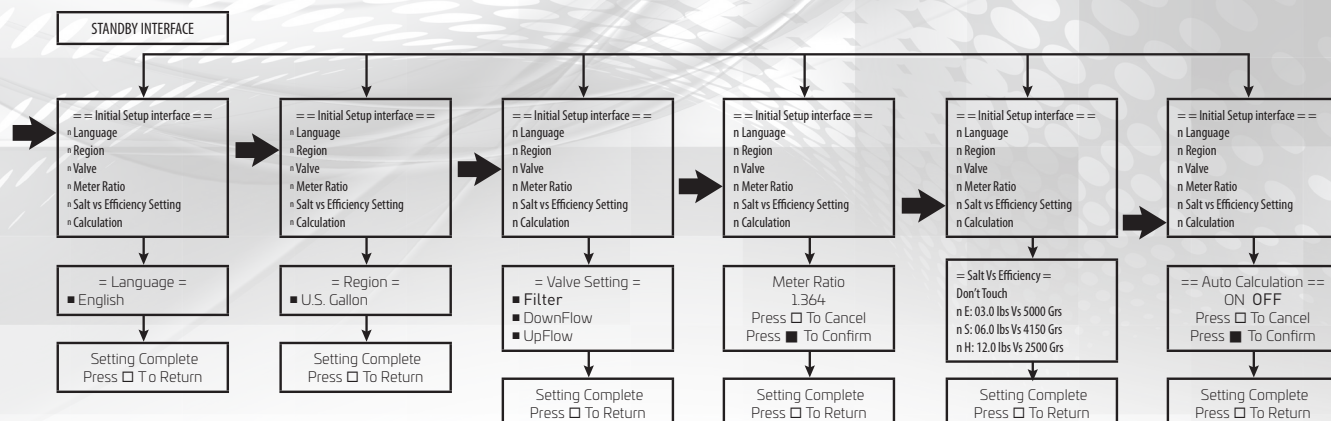 STANDBY INTERFACE
= = Initial Setup interface = =
n Language
n Region
n Valve
n Meter Ratio
n Salt vs Efficiency Setting
n Calculation
= Language =
■ English
Setting Complete
Press □ T o Return
= = Initial Setup interface = =
n Language
n Region
n Valve
n Meter Ratio
n Salt vs Efficiency Setting
n Calculation
= Region =
■ U.S. Gallon
Setting Complete
Press □ To Return
= = Initial Setup interface = =
n Language
n Region
n Valve
n Meter Ratio
n Salt vs Efficiency Setting
n Calculation
= Valve Setting =
■ Filter
■ DownFlow
■ UpFlow
Setting Complete
Press □ To Return
= = Initial Setup interface = =
n Language
n Region
n Valve
n Meter Ratio
n Salt vs Efficiency Setting
n Calculation
Meter Ratio
1.364
Press □ To Cancel
Press ■ To Confirm
Setting Complete
Press □ To Return
= = Initial Setup interface = =
n Language
n Region
n Valve
n Meter Ratio
n Salt vs Efficiency Setting
n Calculation
= Salt Vs Efficiency =
Don't Touch
n E: 03.0 lbs Vs 5000 Grs
n S: 06.0 lbs Vs 4150 Grs
n H: 12.0 lbs Vs 2500 Grs
Setting Complete
Press □ To Return
= = Initial Setup interface = =
n Language
n Region
n Valve
n Meter Ratio
n Salt vs Efficiency Setting
n Calculation
== Auto Calculation ==
ON OFF
Press □ To Cancel
Press ■ To Confirm
Setting Complete
Press □ To Return